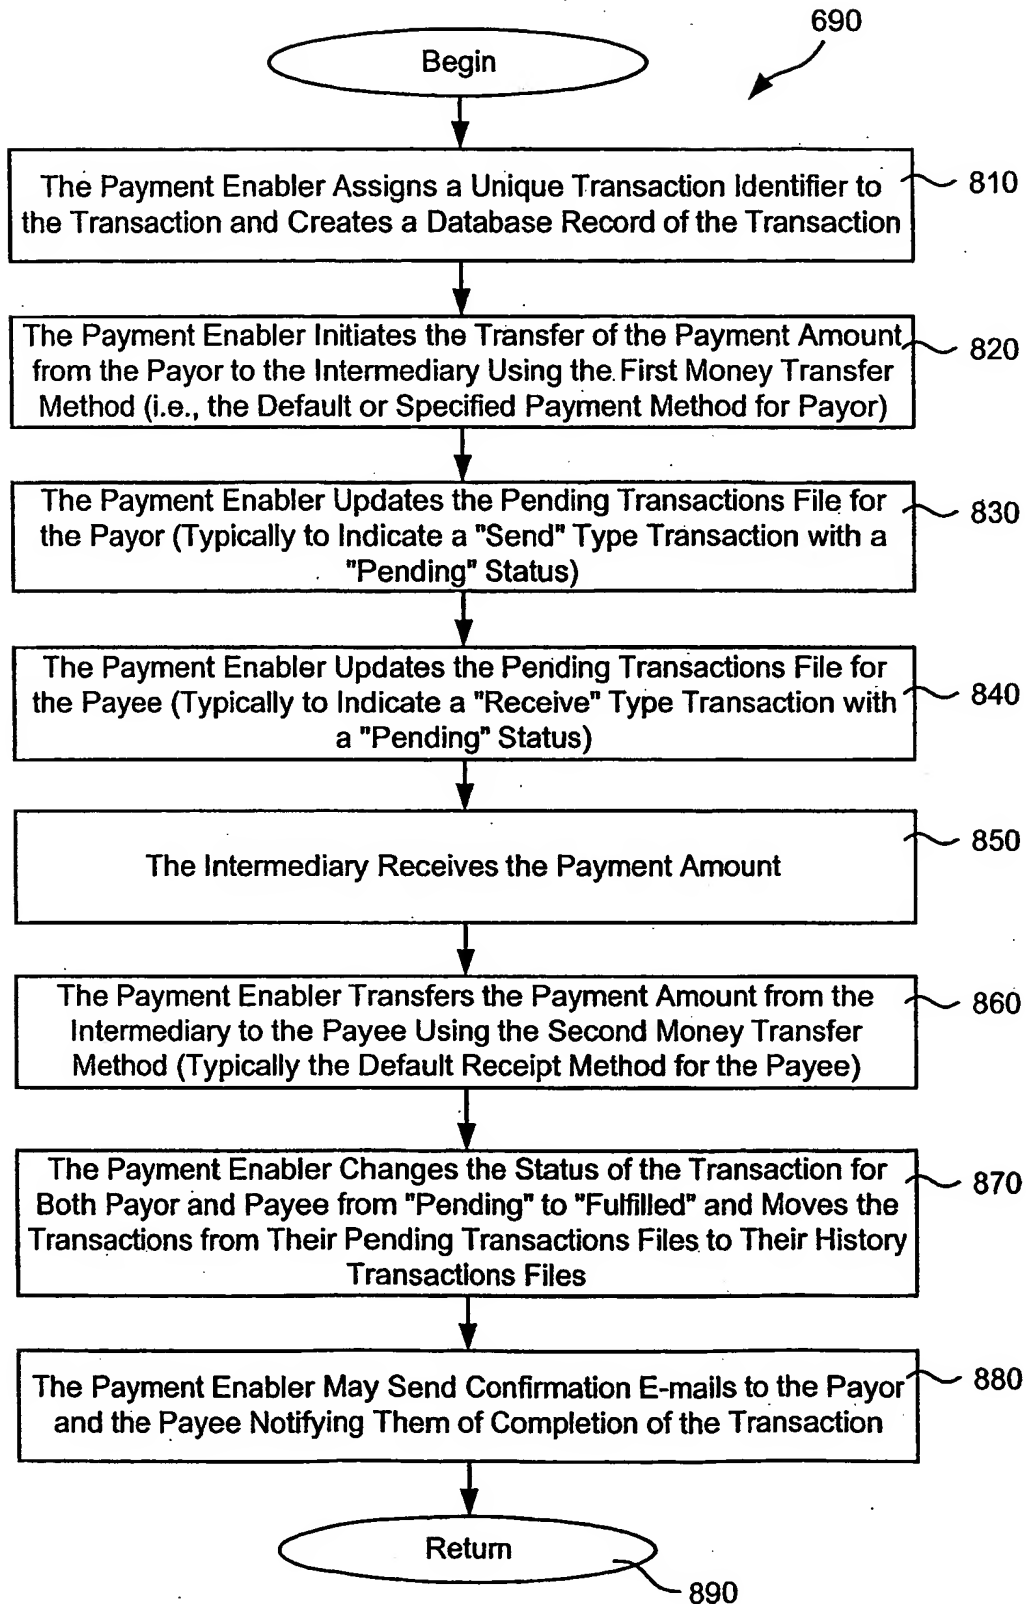 690
Begin
The Payment Enabler Assigns a Unique Transaction Identifier to
the Transaction and Creates a Database Record of the Transaction
810
The Payment Enabler Initiates the Transfer of the Payment Amount
from the Payor to the Intermediary Using the First Money Transfer
Method (i.e., the Default or Specified Payment Method for Payor)
820
The Payment Enabler Updates the Pending Transactions File for
the Payor (Typically to Indicate a "Send" Type Transaction with a
"Pending" Status)
830
The Payment Enabler Updates the Pending Transactions File for
the Payee (Typically to Indicate a "Receive" Type Transaction with
a "Pending" Status)
840
The Intermediary Receives the Payment Amount
850
The Payment Enabler Transfers the Payment Amount from the
Intermediary to the Payee Using the Second Money Transfer
Method (Typically the Default Receipt Method for the Payee)
860
The Payment Enabler Changes the Status of the Transaction for
Both Payor and Payee from "Pending" to "Fulfilled" and Moves the
Transactions from Their Pending Transactions Files to Their History
Transactions Files
870
The Payment Enabler May Send Confirmation E-mails to the Payor
and the Payee Notifying Them of Completion of the Transaction
880
Return
890